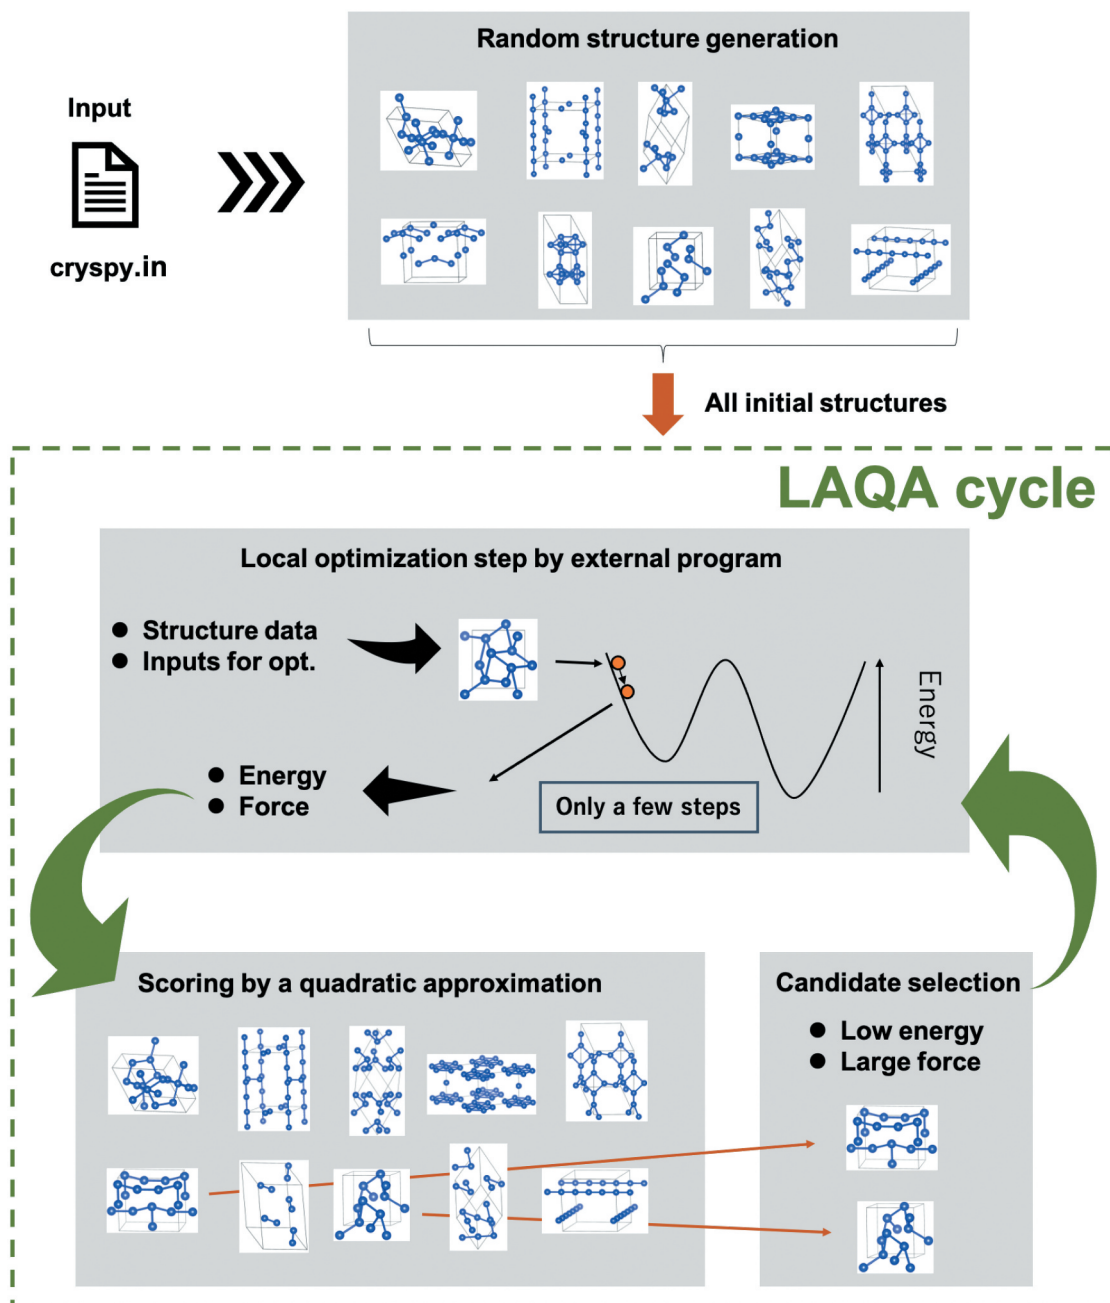 Random structure generation
Input
cryspy.in
All initial structures
LAQA cycle
Local optimization step by external program
Structure data
Inputs for opt.
Energy
Energy
Force
Only a few steps
Scoring by a quadratic approximation
Candidate selection
Low energy
Large force